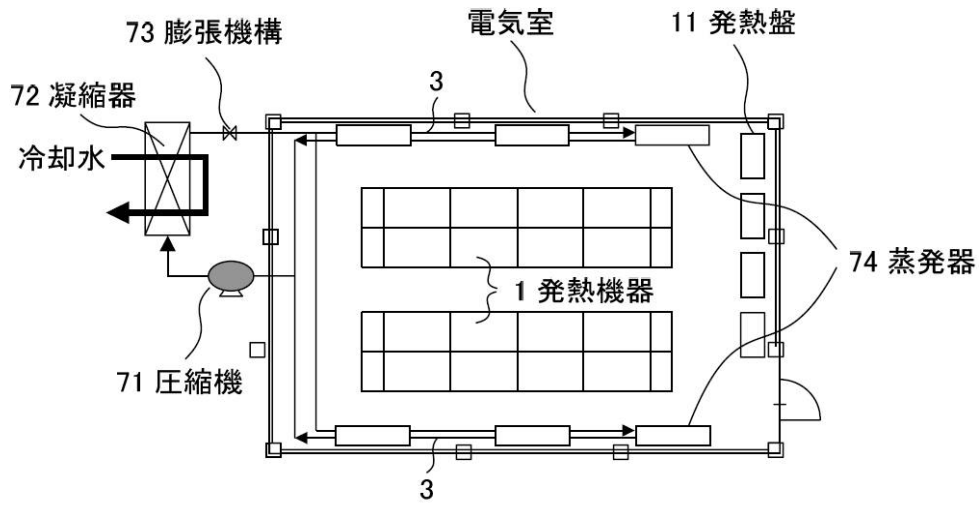 73 膨張機構
電気室
11 発熱盤
72 凝縮器
3
冷却水
74 蒸発器
1 発熱機器
71 圧縮機
3